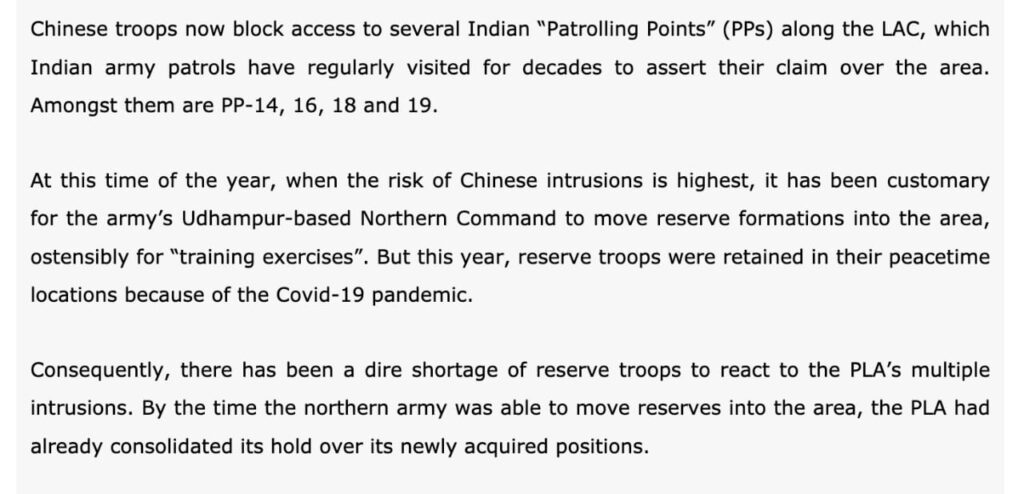 Chinese troops now block access to several Indian “Patrolling Points” (PPs) along the LAC, which
Indian army patrols have regularly visited for decades to assert their claim over the area.
Amongst them are PP-14, 16, 18 and 19.
At this time of the year, when the risk of Chinese intrusions is highest, it has been customary
for the army’s Udhampur-based Northern Command to move reserve formations into the area,
ostensibly for “training exercises”. But this year, reserve troops were retained in their peacetime
locations because of the Covid-19 pandemic.
Consequently, there has been a dire shortage of reserve troops to react to the PLA’s multiple
intrusions. By the time the northern army was able to move reserves into the area, the PLA had
already consolidated its hold over its newly acquired positions.